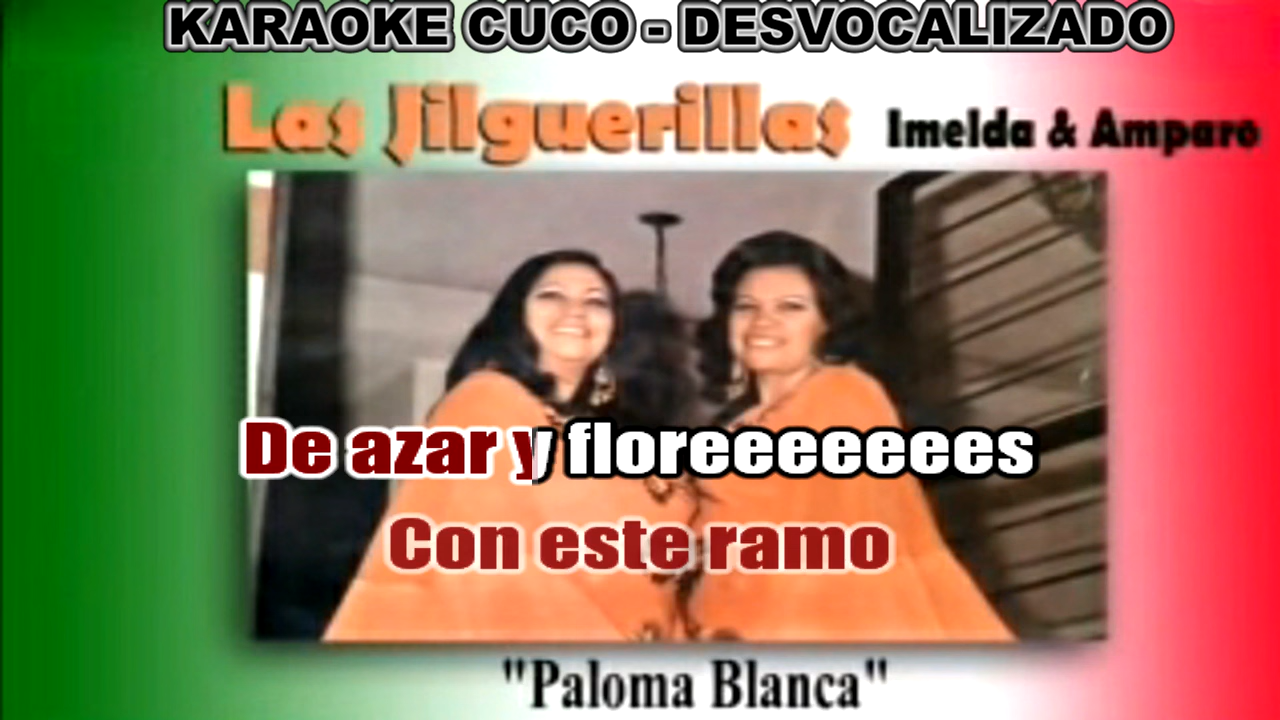 KARAOKE CUCO - DESVOCALIZADO
Las Jilguerillas Imelda & Amparo
De azar y floreeeeeeees
Con este ramo
"Paloma Blanca"